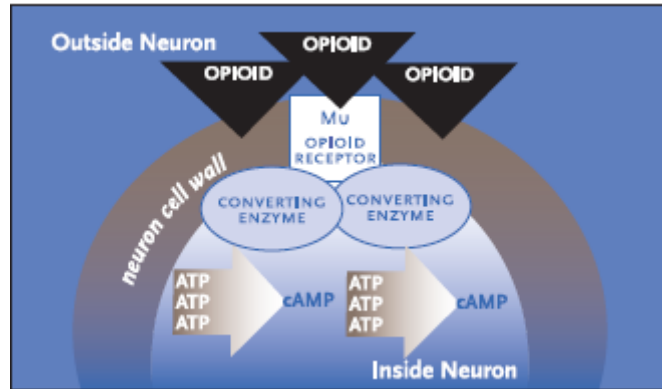 Outside Neuron
OPIOID
OPIOID
OPIOID
Mu
OPIOID
RECEPTOR
neuron cell wall
CONVERTING
ENZYME
CONVERTING
ENZYME
ATP
ATP
ATP
cAMP
ATP
ATP
ATP
cAMP
Inside Neuron